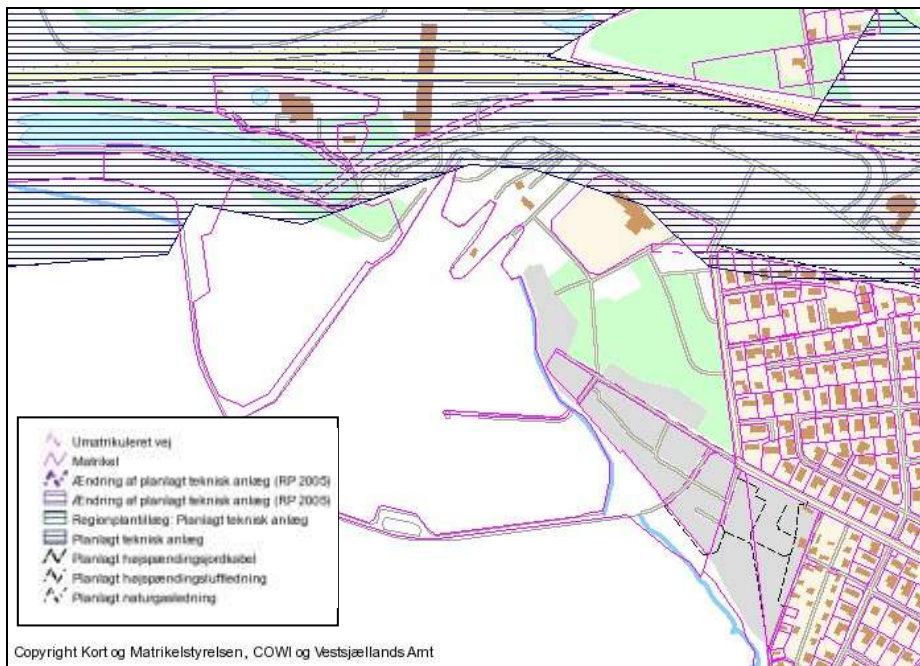 Umatrikuleret vej
Matrikel
Ændring af planlagt teknisk anlæg (RP 2005)
Ændring af planlagt teknisk anlæg (RP 2005)
Regionplantillæg: Planlagt teknisk anlæg
Planlagt teknisk anlæg
Planlagt højspændingsjordkabel
Planlagt højspændingsluftledning
Planlagt naturgasledning
Copyright Kort og Matrikelstyrelsen, COWI og Vestsjællands Amt